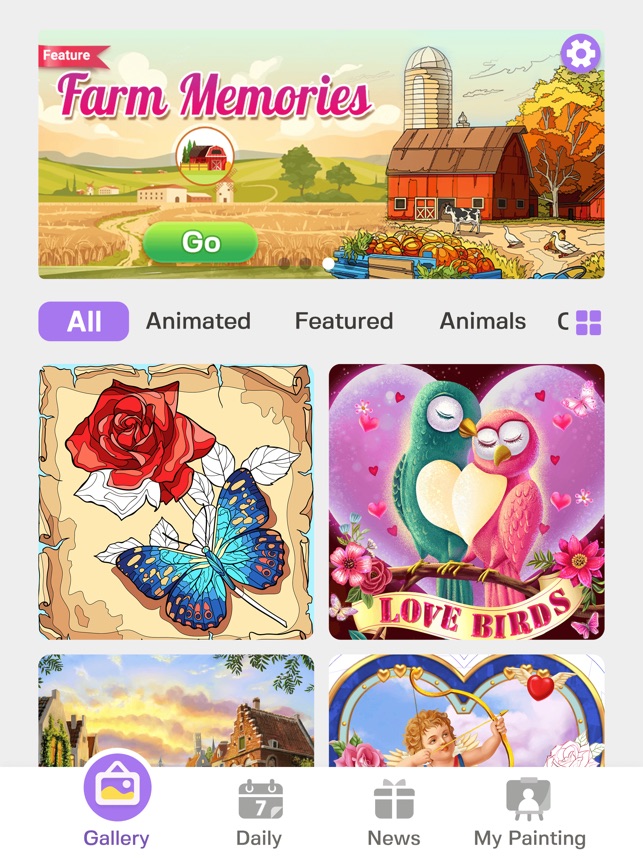 Feature
Farm Memories
Go
All
Animated
Featured
Animals
LOVE BIRDS
7
Gallery
Daily
News
My Painting